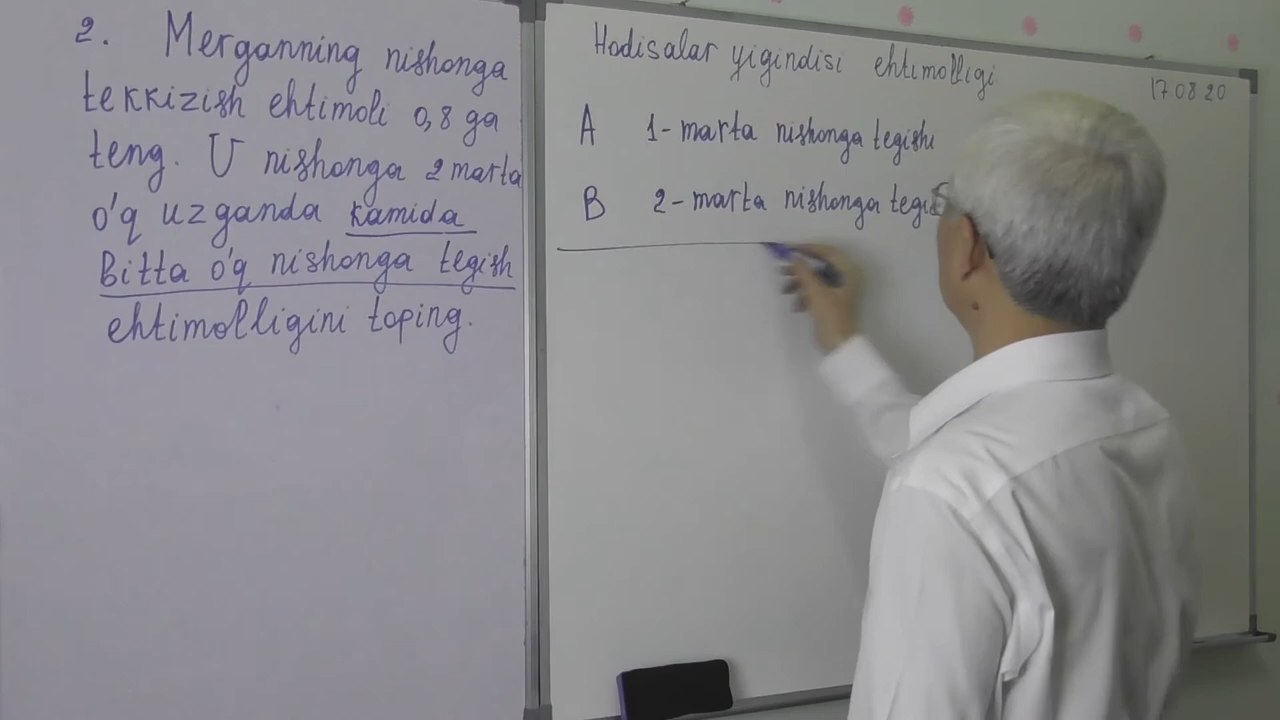 2. Merganning nishonga
tekkizish ehtimoli 0,8 ga
teng. U nishonga 2 marta
o'q uzganda kamida
Bitta o'q nishonga tegish
ehtimolligini toping.
Hodisalar yigindisi ehtimolligi
17 08 20
A 1-marta nishonga tegishi
B 2-marta nishonga